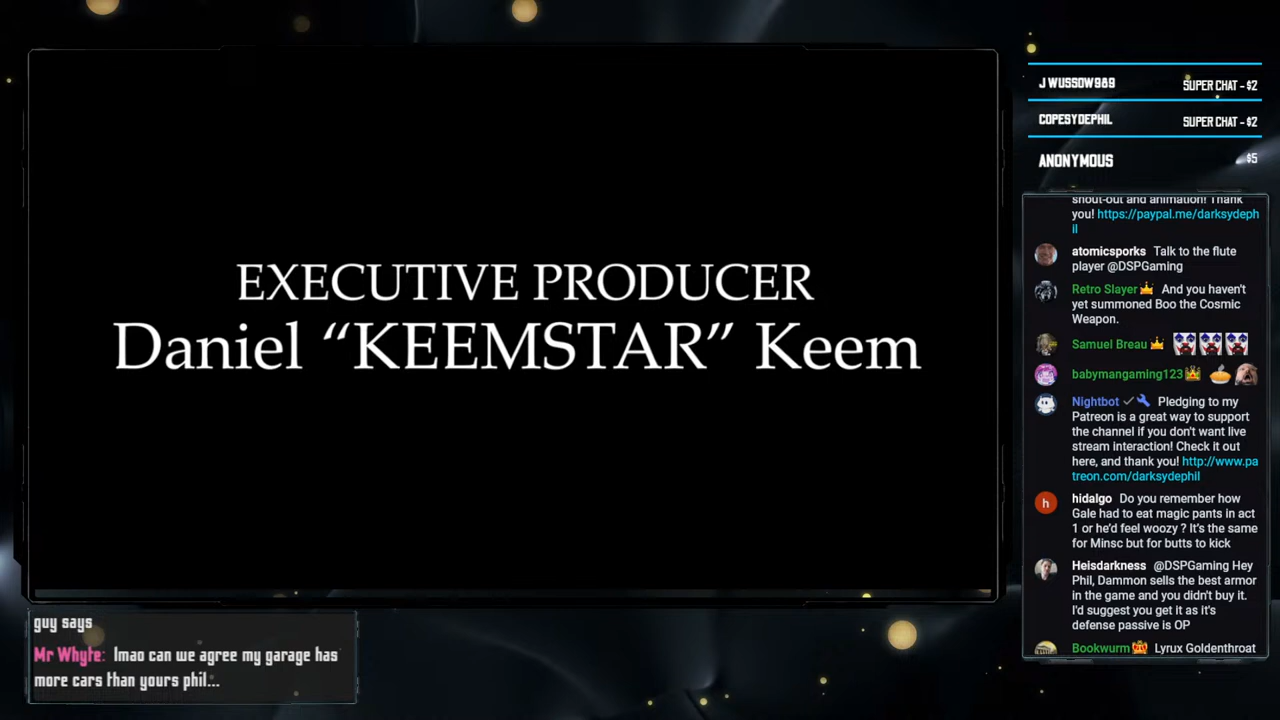 EXECUTIVE PRODUCER
Daniel “KEEMSTAR” Keem
J WUSSOW989 SUPER CHAT - $2
COPESYDEPHIL SUPER CHAT - $2
ANONYMOUS $5
shout-out and animation! Thank
you! https://paypal.me/darksydeph
il
atomicsporks Talk to the flute
player @DSPGaming
Retro Slayer And you haven't
yet summoned Boo the Cosmic
Weapon.
Samuel Breau
babymangaming123
Nightbot Pledging to my
Patreon is a great way to support
the channel if you don't want live
stream interaction! Check it out
here, and thank you! http://www.pa
treon.com/darksydephil
h
hidalgo Do you remember how
Gale had to eat magic pants in act
1 or he'd feel woozy ? It's the same
for Minsc but for butts to kick
Heisdarkness @DSPGaming Hey
Phil, Dammon sells the best armor
in the game and you didn't buy it.
I'd suggest you get it as it's
defense passive is OP
Bookwurm Lyrux Goldenthroat
guy says
Mr Whyte: lmao can we agree my garage has
more cars than yours phil...